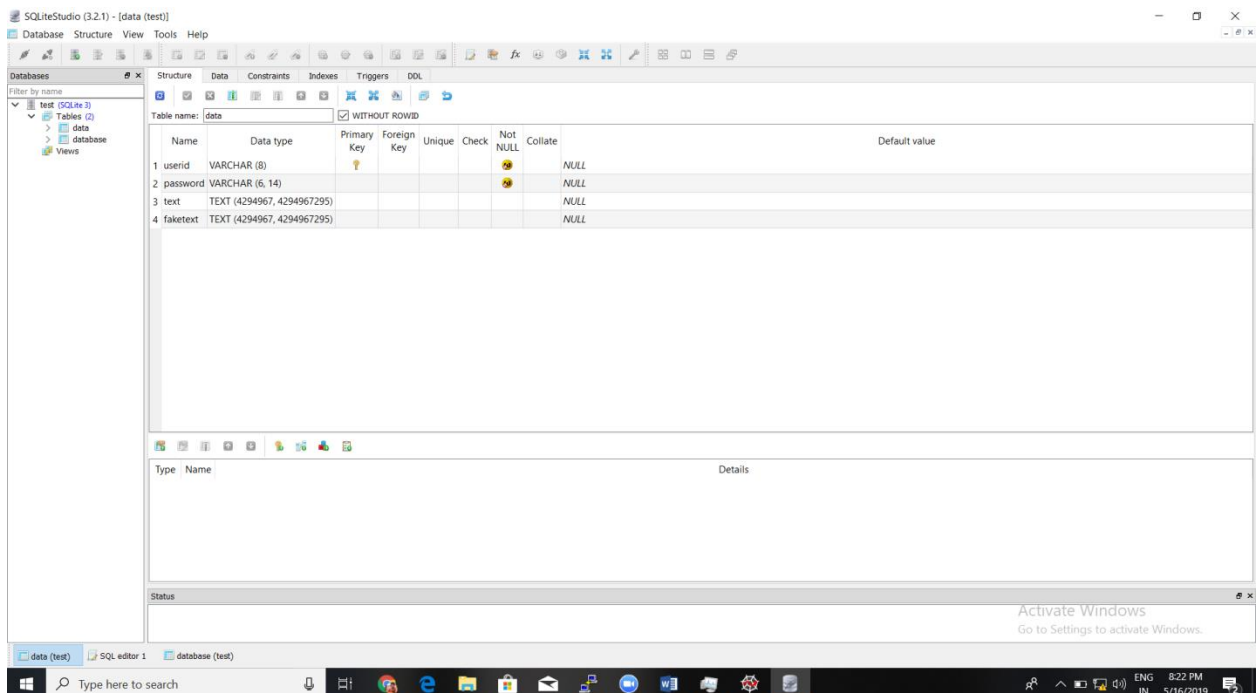 SQLiteStudio (3.2.1) - [data (test)]
Database Structure View Tools Help
Databases
Filter by name
test (SQLite 3)
Tables (2)
data
database
Views
Structure Data Constraints Indexes Triggers DDL
Table name: data WITHOUT ROWID
Name Data type Primary Key Foreign Key Unique Check Not NULL Collate Default value
1 userid VARCHAR (8) NULL
2 password VARCHAR (6, 14) NULL
3 text TEXT (4294967, 4294967295) NULL
4 faketext TEXT (4294967, 4294967295) NULL
Type Name Details
Status
Activate Windows
Go to Settings to activate Windows.
data (test) SQL editor 1 database (test)
Type here to search
ENG 8:22 PM
IN 5/16/2019